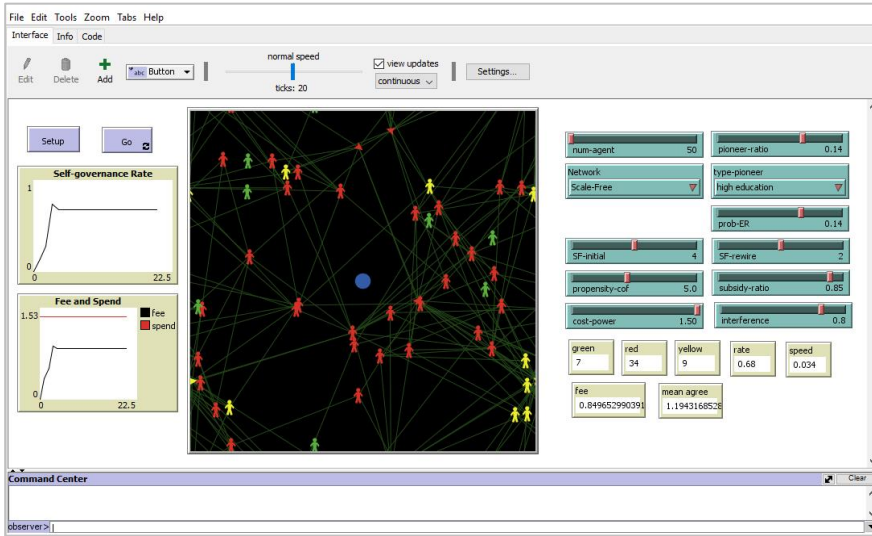 File Edit Tools Zoom Tabs Help
Interface Info Code
Edit Delete Add abc Button normal speed ticks: 20 view updates continuous Settings...
Setup Go
Self-governance Rate
1
0
0 22.5
Fee and Spend
1.53
0
0 22.5
fee
spend
num-agent 50
pioneer-ratio 0.14
Network
Scale-Free
type-pioneer
high education
prob-ER 0.14
SF-initial 4
SF-rewire 2
propensity-cof 5.0
subsidy-ratio 0.85
cost-power 1.50
interference 0.8
green red yellow rate speed
7 34 9 0.68 0.034
fee mean agree
0.849652990391 1.1943168528
Command Center Clear
observer>